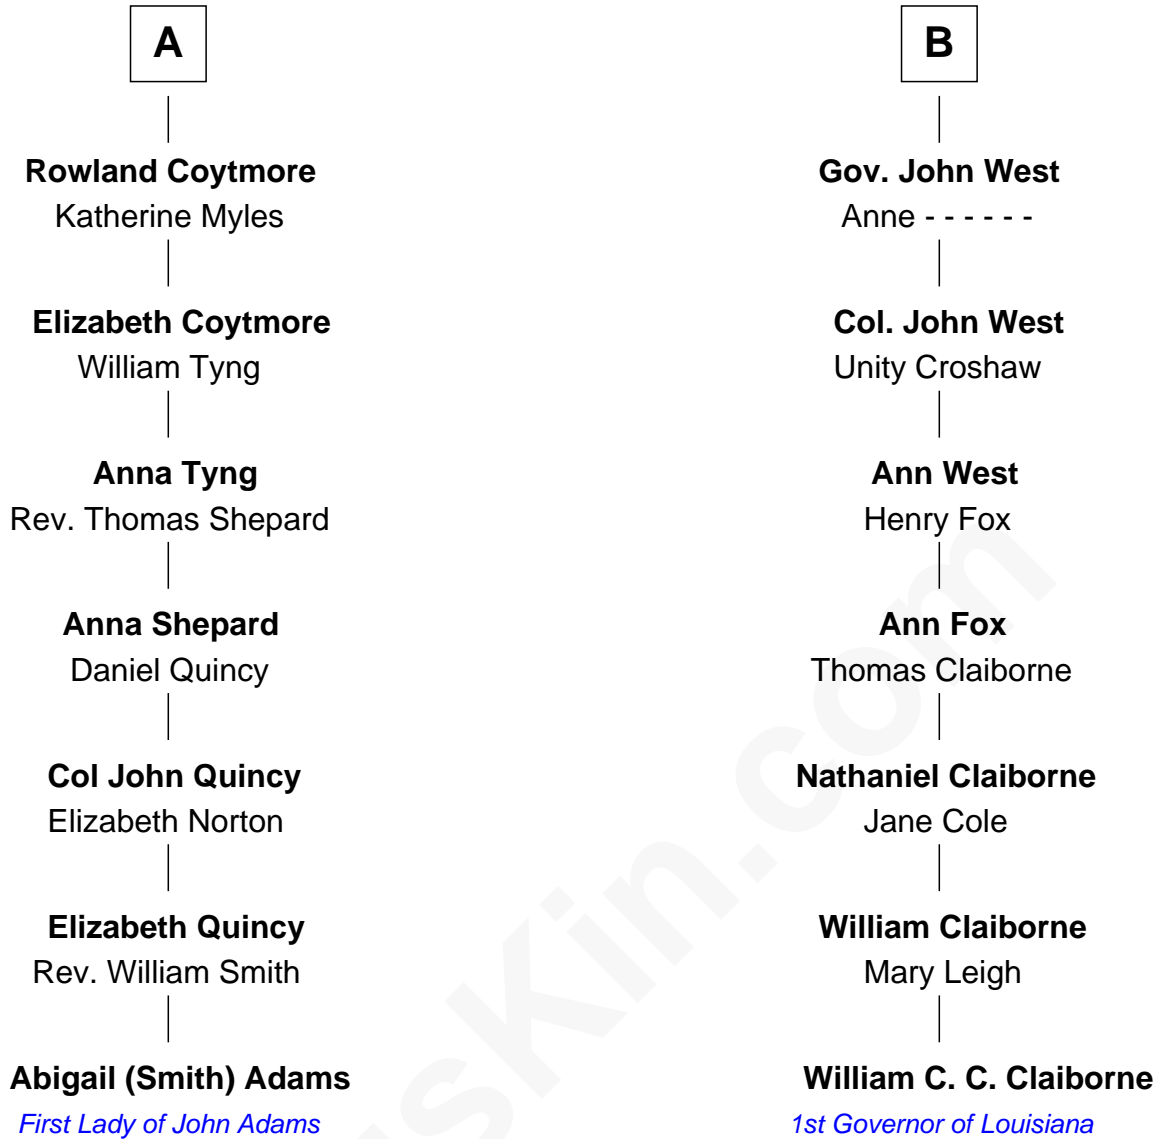 A
Rowland Coytmore
Katherine Myles
Elizabeth Coytmore
William Tyng
Anna Tyng
Rev. Thomas Shepard
Anna Shepard
Daniel Quincy
Col John Quincy
Elizabeth Norton
Elizabeth Quincy
Rev. William Smith
Abigail (Smith) Adams
First Lady of John Adams
B
Gov. John West
Anne - - - - - -
Col. John West
Unity Croshaw
Ann West
Henry Fox
Ann Fox
Thomas Claiborne
Nathaniel Claiborne
Jane Cole
William Claiborne
Mary Leigh
William C. C. Claiborne
1st Governor of Louisiana
sKin.com